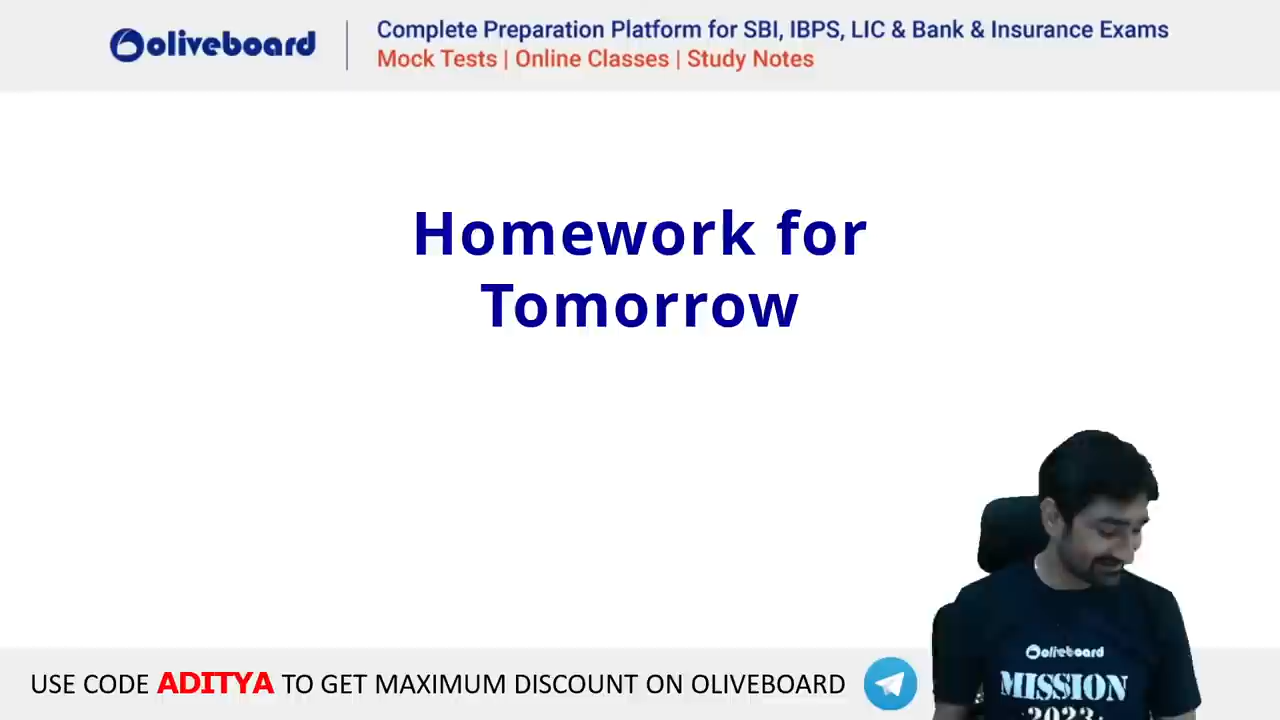 oliveboard
Complete Preparation Platform for SBI, IBPS, LIC & Bank & Insurance Exams
Mock Tests | Online Classes | Study Notes
Homework for
Tomorrow
oliveboard
MISSION
2023
USE CODE ADITYA TO GET MAXIMUM DISCOUNT ON OLIVEBOARD